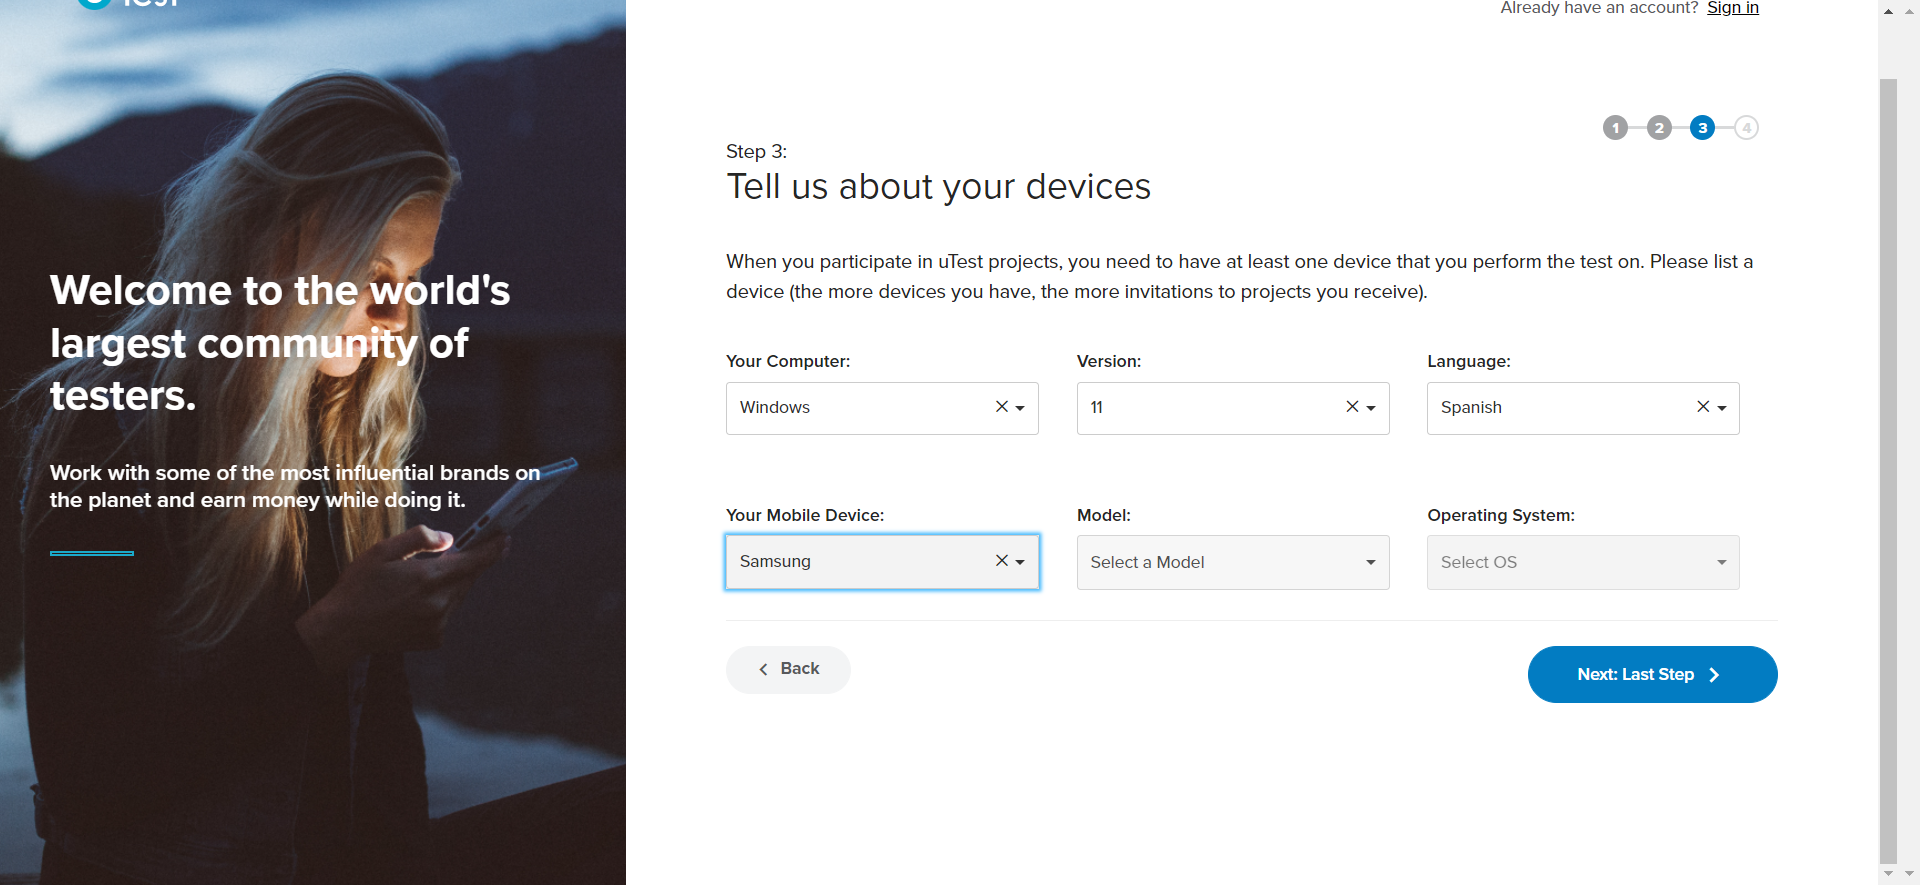 Already have an account? Sign in
1 2 3 4
Step 3:
Tell us about your devices
When you participate in uTest projects, you need to have at least one device that you perform the test on. Please list a
device (the more devices you have, the more invitations to projects you receive).
Your Computer: Version: Language:
Windows 11 Spanish
Your Mobile Device: Model: Operating System:
Samsung Select a Model Select OS
Back
Next: Last Step
Welcome to the world's
largest community of
testers.
Work with some of the most influential brands on
the planet and earn money while doing it.